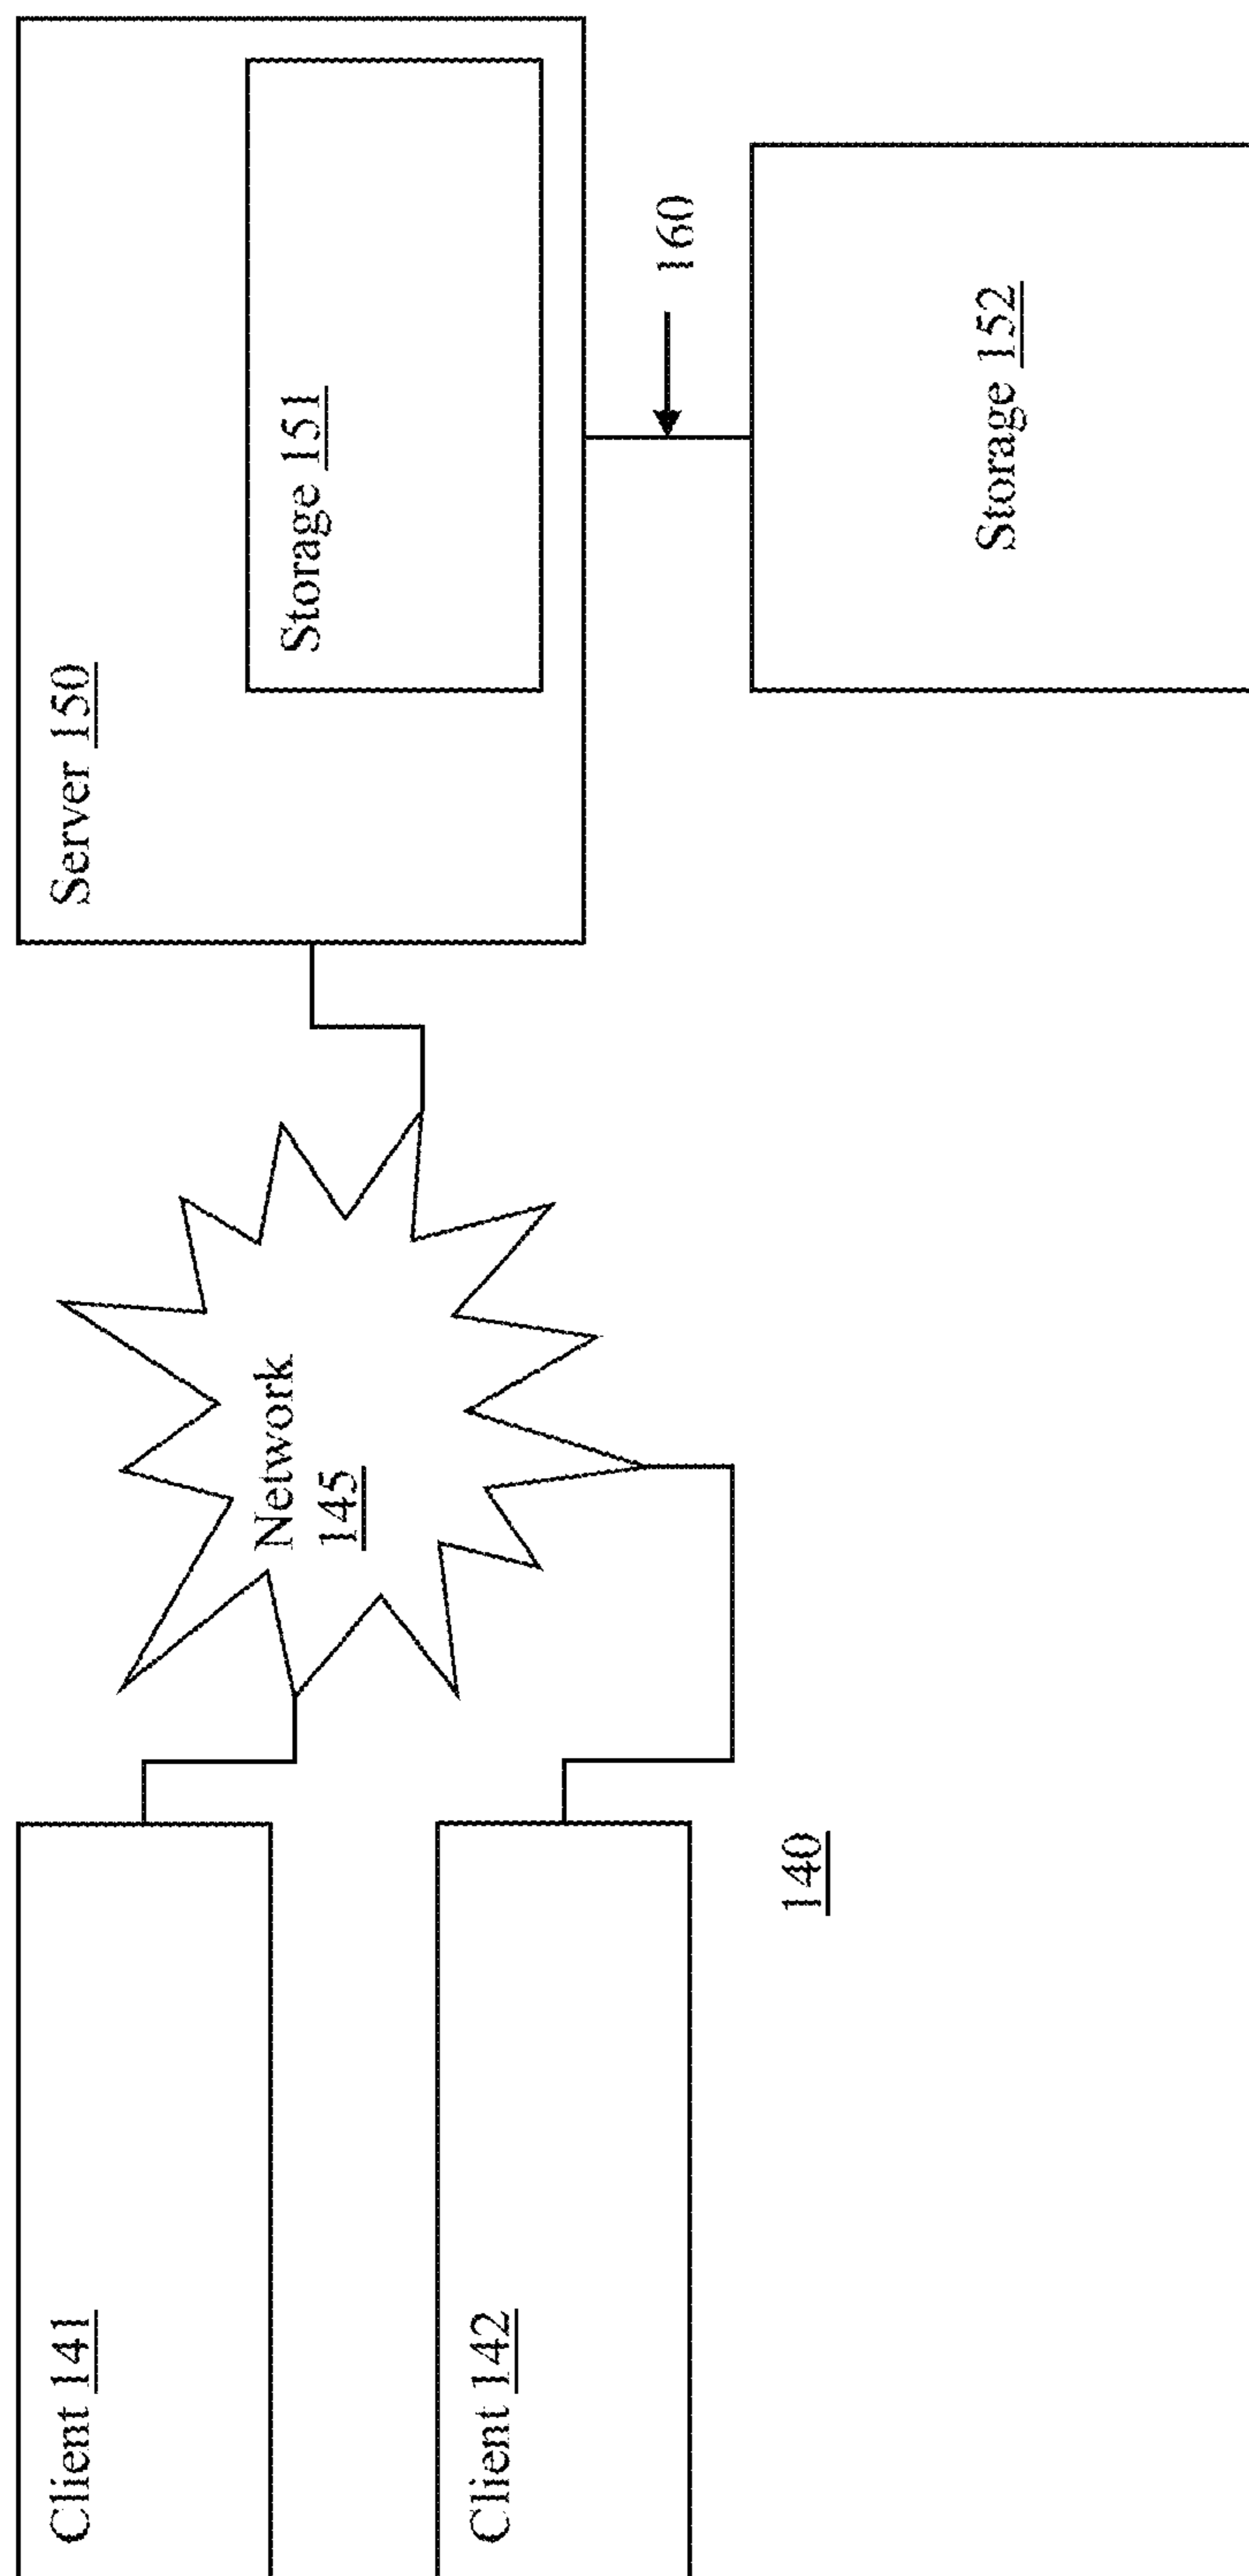 Client 141
Network
145
Server 150
Storage 151
Client 142
160
140
Storage 152